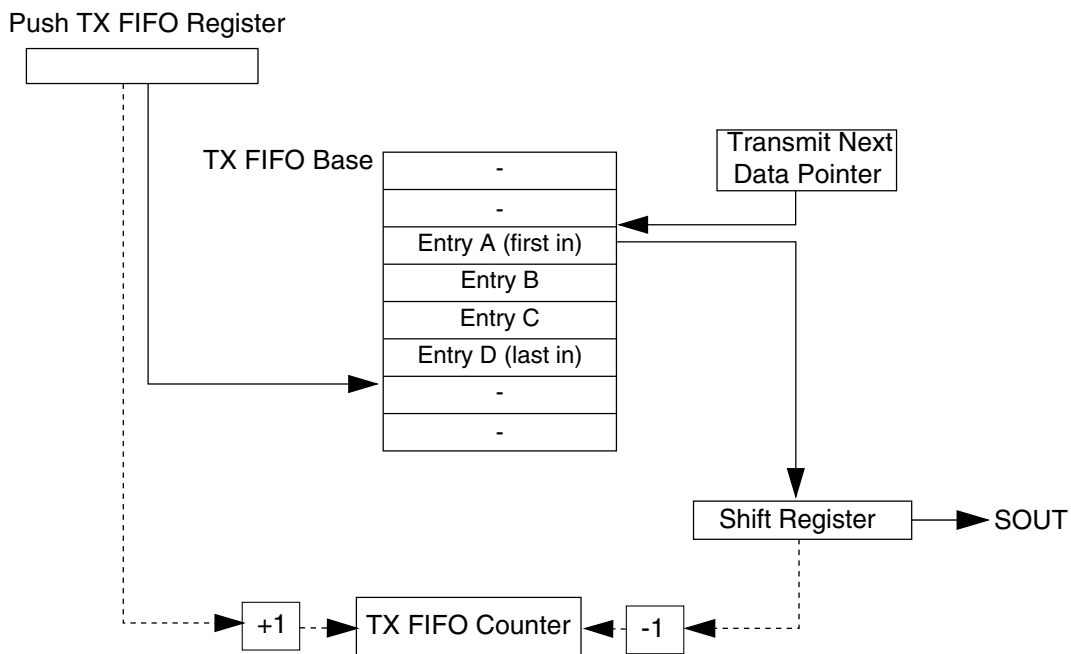 Push TX FIFO Register
TX FIFO Base
-
-
Entry A (first in)
Entry B
Entry C
Entry D (last in)
-
-
Transmit Next
Data Pointer
Shift Register
SOUT
+1
TX FIFO Counter
-1